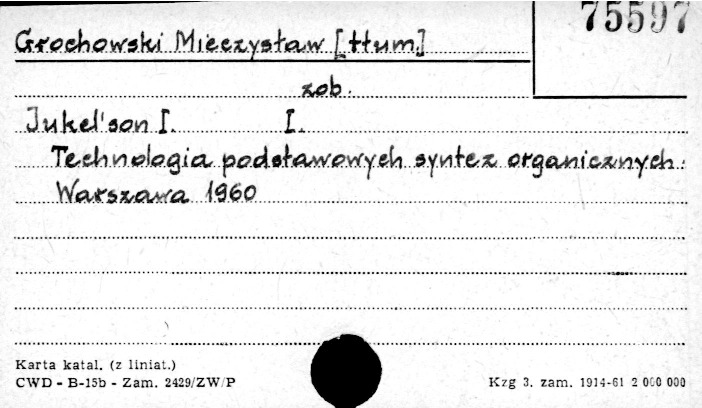 75597
Grochowski Mieczysław [tłum.]
zob.
Jukel'son I. I.
Technologia podstawowych syntez organicznych.
Warszawa 1960
Karta katal. (z liniat.)
CWD - B-15b - Zam. 2429/ZW/P
Kzg 3. zam. 1914-61 2 000 000